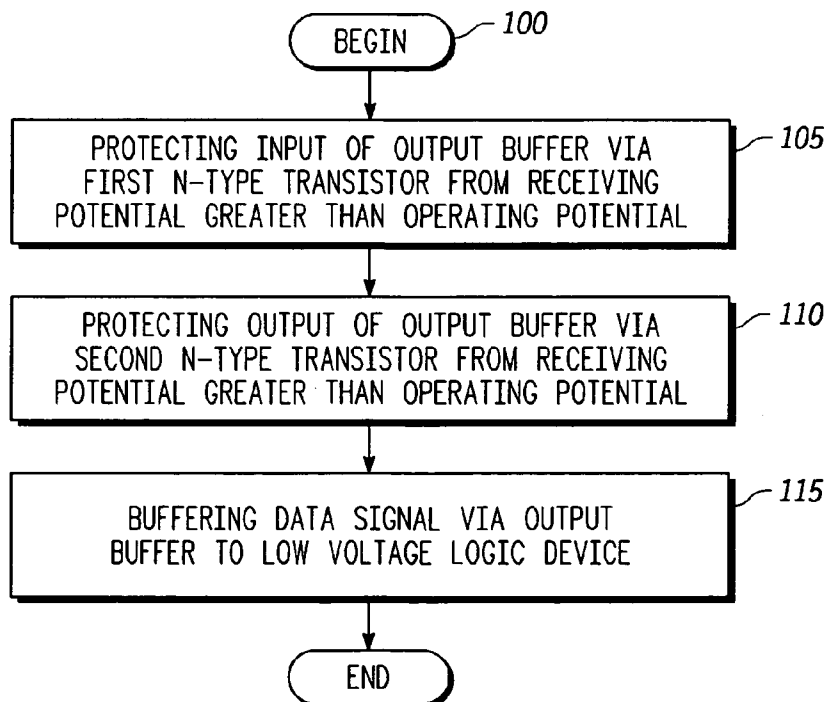 BEGIN
100
PROTECTING INPUT OF OUTPUT BUFFER VIA
FIRST N-TYPE TRANSISTOR FROM RECEIVING
POTENTIAL GREATER THAN OPERATING POTENTIAL
105
PROTECTING OUTPUT OF OUTPUT BUFFER VIA
SECOND N-TYPE TRANSISTOR FROM RECEIVING
POTENTIAL GREATER THAN OPERATING POTENTIAL
110
BUFFERING DATA SIGNAL VIA OUTPUT
BUFFER TO LOW VOLTAGE LOGIC DEVICE
115
END